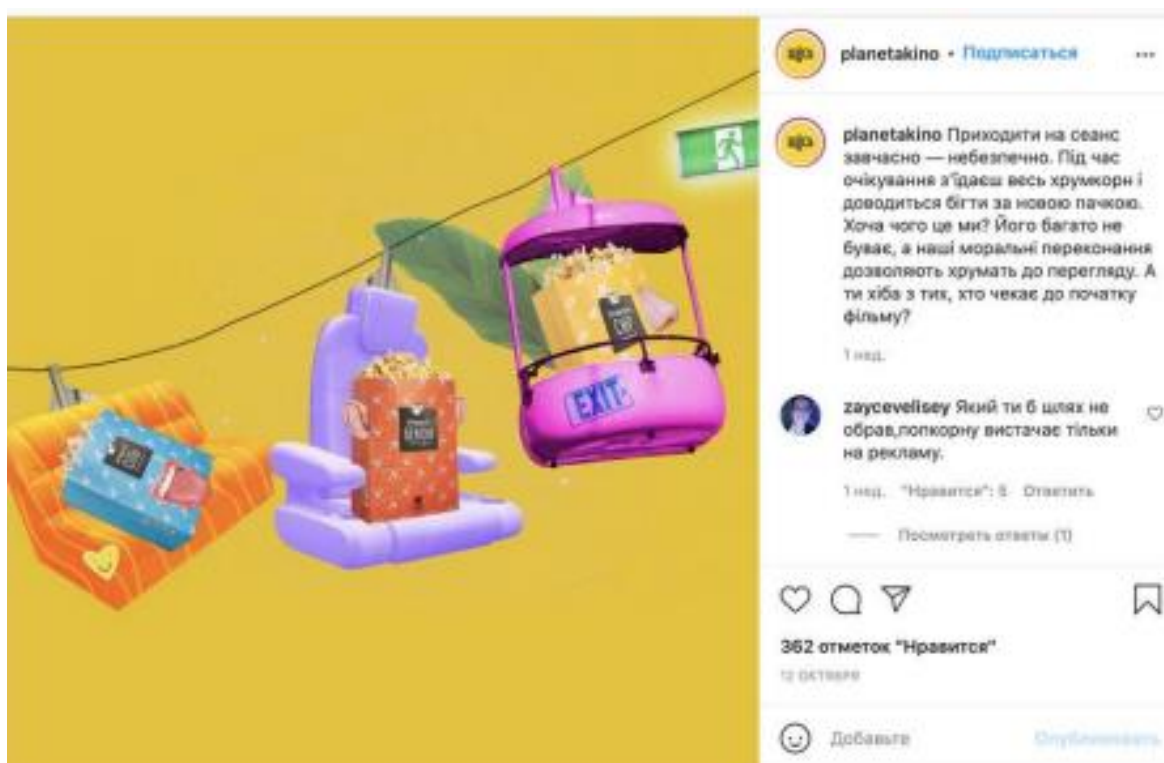 planetakino • Подписаться
planetakino Приходити на сеанс
завчасно — небезпечно. Під час
очікування з'їдаєш весь хрумкорн і
доводиться бігти за новою пачкою.
Хоча чого це ми? Його багато не
буває, а наші моральні переконання
дозволяють хрумать до перегляду. А
ти хіба з тих, хто чекає до початку
фільму?
1 нед.
zaycevelisey Який ти б шлях не
обрав,попкорну вистачає тільки
на рекламу.
1 нед. "Нравится": 5 Ответить
Посмотреть ответы (1)
362 отметок "Нравится"
12 ОКТЯБРЯ
Добавьте
Опубликовать
EXIT